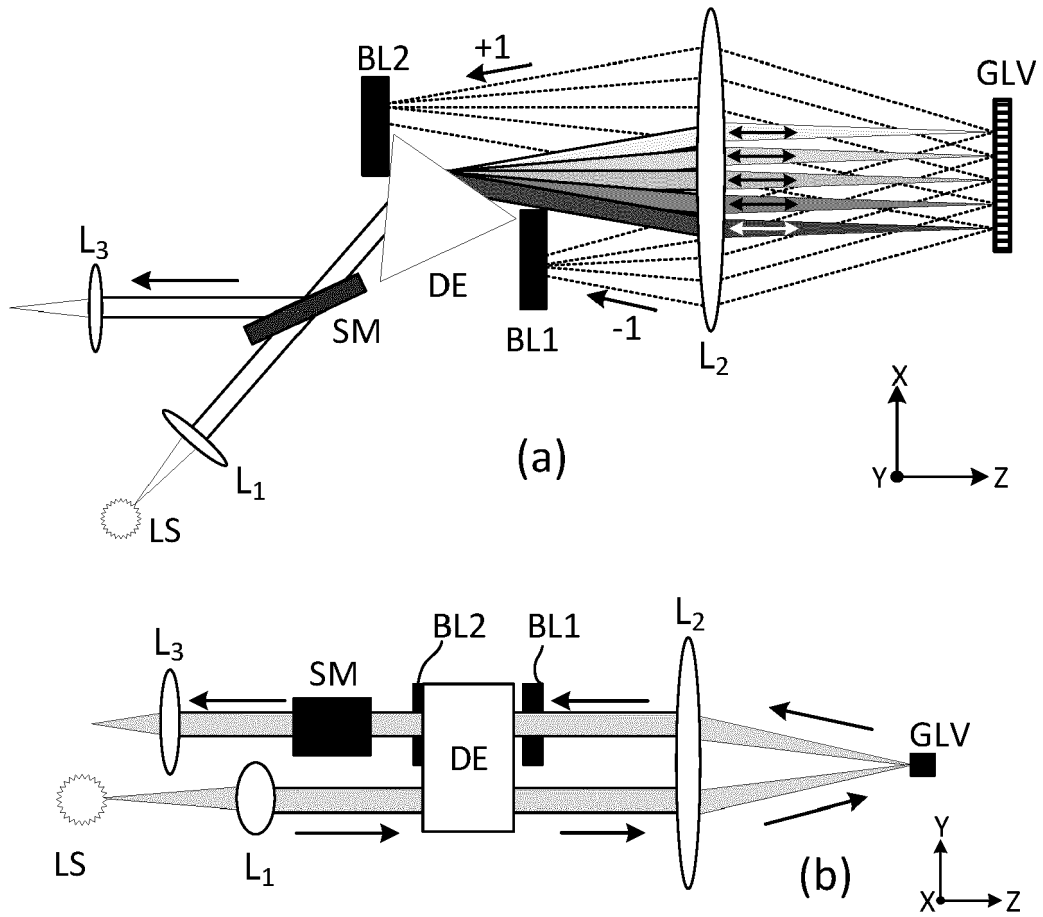 BL2
+1
GLV
L₃
DE
SM
BL1
-1
L₂
L₁
LS
(a)
X
Y
Z
L₃
SM
BL2
BL1
L₂
DE
GLV
LS
L₁
(b)
Y
X
Z